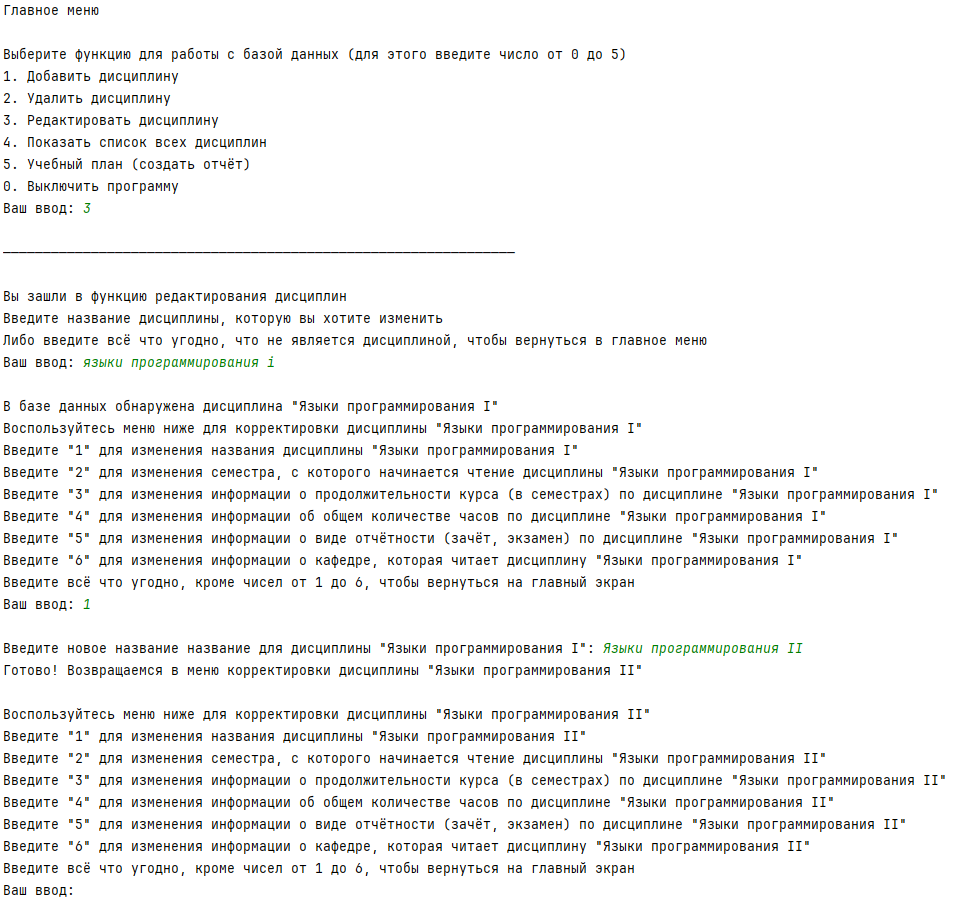 Главное меню
Выберите функцию для работы с базой данных (для этого введите число от 0 до 5)
1. Добавить дисциплину
2. Удалить дисциплину
3. Редактировать дисциплину
4. Показать список всех дисциплин
5. Учебный план (создать отчёт)
0. Выключить программу
Ваш ввод: 3
________________________________________________________________
Вы зашли в функцию редактирования дисциплин
Введите название дисциплины, которую вы хотите изменить
Либо введите всё что угодно, что не является дисциплиной, чтобы вернуться в главное меню
Ваш ввод: языки программирования i
В базе данных обнаружена дисциплина "Языки программирования I"
Воспользуйтесь меню ниже для корректировки дисциплины "Языки программирования I"
Введите "1" для изменения названия дисциплины "Языки программирования I"
Введите "2" для изменения семестра, с которого начинается чтение дисциплины "Языки программирования I"
Введите "3" для изменения информации о продолжительности курса (в семестрах) по дисциплине "Языки программирования I"
Введите "4" для изменения информации об общем количестве часов по дисциплине "Языки программирования I"
Введите "5" для изменения информации о виде отчётности (зачёт, экзамен) по дисциплине "Языки программирования I"
Введите "6" для изменения информации о кафедре, которая читает дисциплину "Языки программирования I"
Введите всё что угодно, кроме чисел от 1 до 6, чтобы вернуться на главный экран
Ваш ввод: 1
Введите новое название название для дисциплины "Языки программирования I": Языки программирования II
Готово! Возвращаемся в меню корректировки дисциплины "Языки программирования II"
Воспользуйтесь меню ниже для корректировки дисциплины "Языки программирования II"
Введите "1" для изменения названия дисциплины "Языки программирования II"
Введите "2" для изменения семестра, с которого начинается чтение дисциплины "Языки программирования II"
Введите "3" для изменения информации о продолжительности курса (в семестрах) по дисциплине "Языки программирования II"
Введите "4" для изменения информации об общем количестве часов по дисциплине "Языки программирования II"
Введите "5" для изменения информации о виде отчётности (зачёт, экзамен) по дисциплине "Языки программирования II"
Введите "6" для изменения информации о кафедре, которая читает дисциплину "Языки программирования II"
Введите всё что угодно, кроме чисел от 1 до 6, чтобы вернуться на главный экран
Ваш ввод: